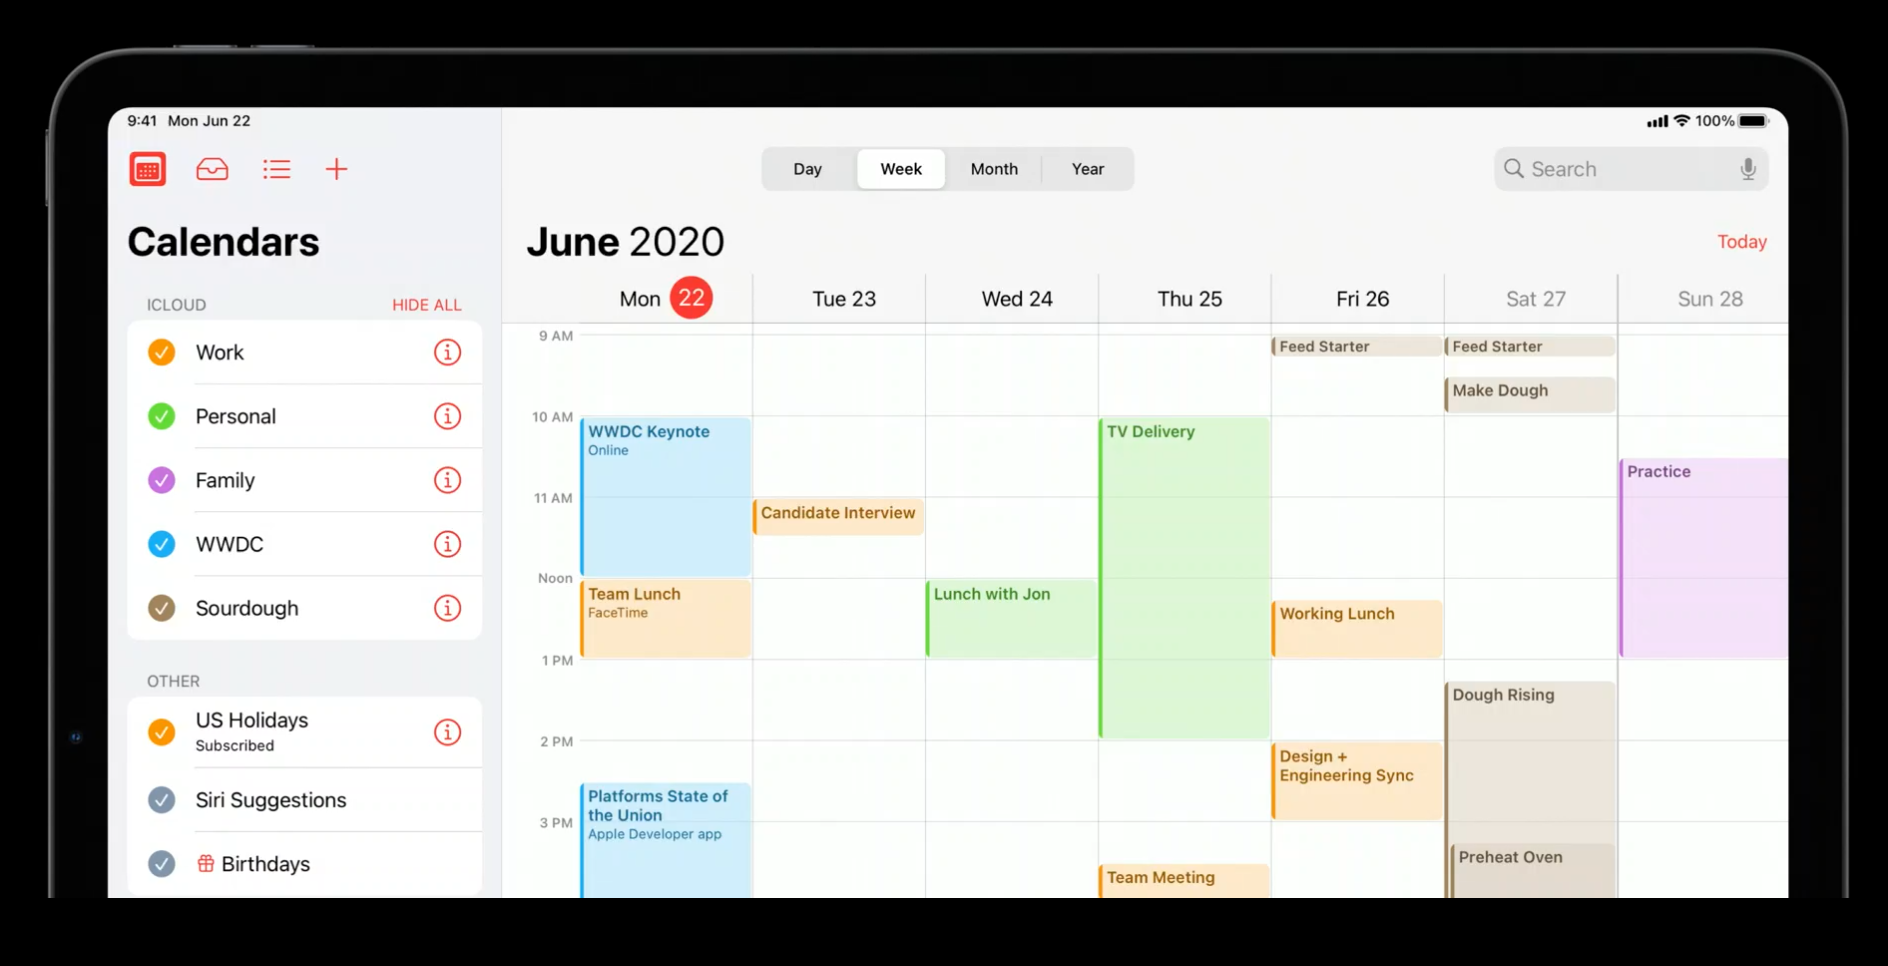 9:41 Mon Jun 22
100%
Day Week Month Year
Search
Calendars
June 2020
Today
ICLOUD HIDE ALL
Work
Personal
Family
WWDC
Sourdough
OTHER
US Holidays
Subscribed
Siri Suggestions
Birthdays
Mon 22 Tue 23 Wed 24 Thu 25 Fri 26 Sat 27 Sun 28
9 AM
Feed Starter
Feed Starter
Make Dough
10 AM
WWDC Keynote
Online
TV Delivery
Practice
11 AM
Candidate Interview
Noon
Team Lunch
FaceTime
Lunch with Jon
Working Lunch
1 PM
Dough Rising
2 PM
Design +
Engineering Sync
Platforms State of
the Union
Apple Developer app
3 PM
Preheat Oven
Team Meeting